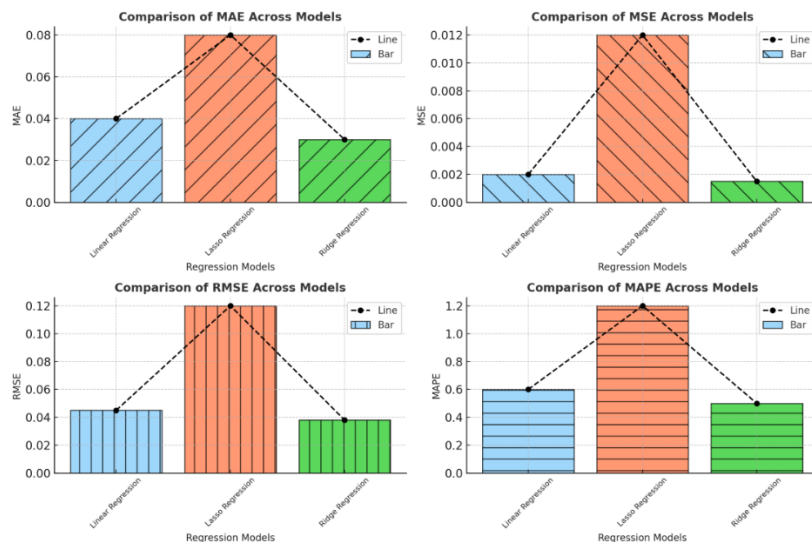 Comparison of MAE Across Models
0.08
0.06
0.04
0.02
0.00
MAE
Line
Bar
Linear Regression
Lasso Regression
Ridge Regression
Regression Models
Comparison of MSE Across Models
0.012
0.010
0.008
0.006
0.004
0.002
0.000
MSE
Line
Bar
Linear Regression
Lasso Regression
Ridge Regression
Regression Models
Comparison of RMSE Across Models
0.12
0.10
0.08
0.06
0.04
0.02
0.00
RMSE
Line
Bar
Linear Regression
Lasso Regression
Ridge Regression
Regression Models
Comparison of MAPE Across Models
1.2
1.0
0.8
0.6
0.4
0.2
0.0
MAPE
Line
Bar
Linear Regression
Lasso Regression
Ridge Regression
Regression Models